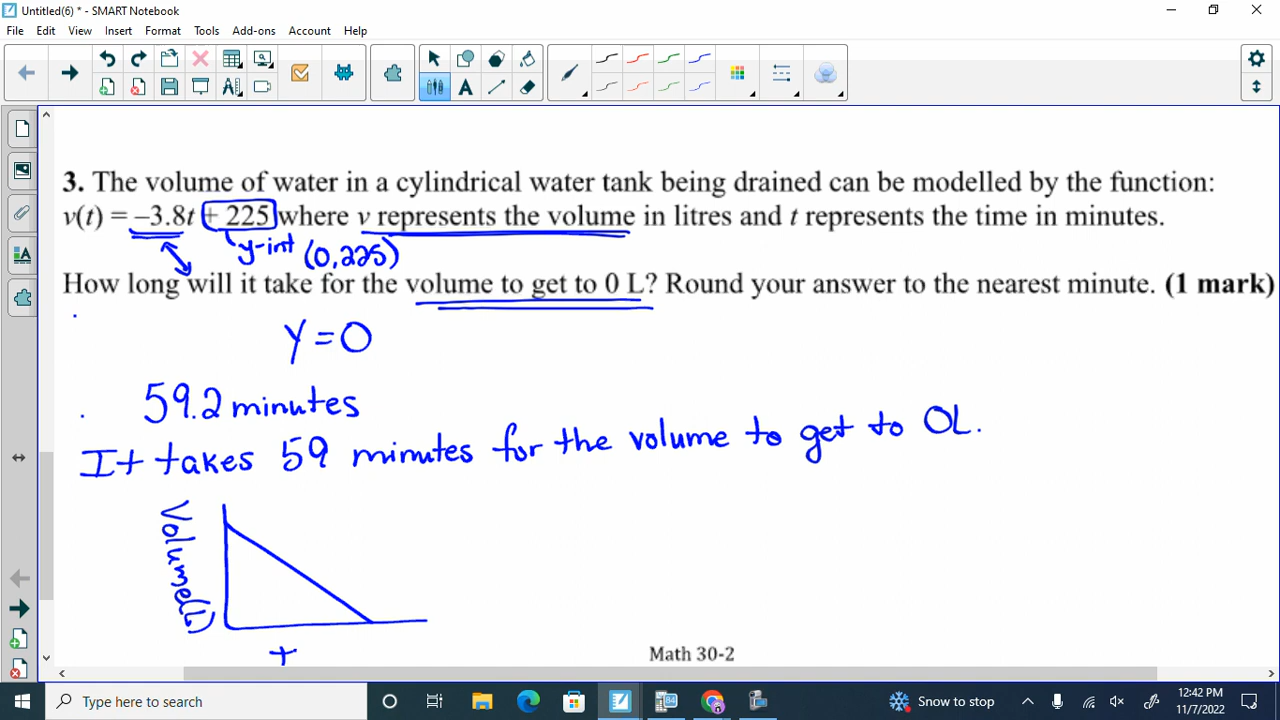 Untitled(6) * - SMART Notebook
File Edit View Insert Format Tools Add-ons Account Help
3. The volume of water in a cylindrical water tank being drained can be modelled by the function:
v(t) = –3.8t + 225 where v represents the volume in litres and t represents the time in minutes.
y-int (0,225)
How long will it take for the volume to get to 0 L? Round your answer to the nearest minute. (1 mark)
y=0
59.2 minutes
It takes 59 minutes for the volume to get to 0L.
Volume(L)
t
Math 30-2
Type here to search
Snow to stop
12:42 PM
11/7/2022